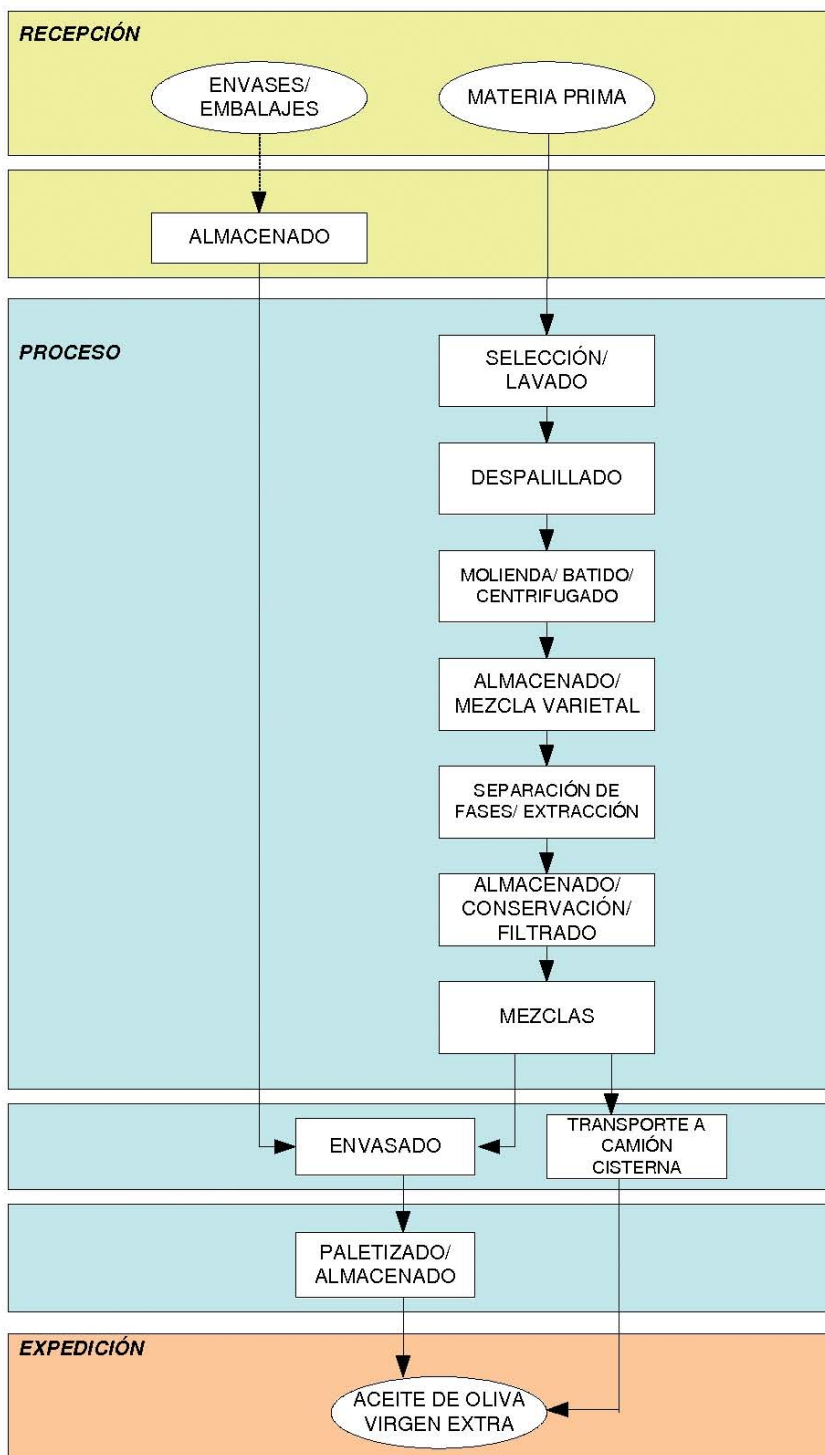 RECEPCIÓN
ENVASES/
EMBALAJES
MATERIA PRIMA
ALMACENADO
PROCESO
SELECCIÓN/
LAVADO
DESPALILLADO
MOLIENDA/ BATIDO/
CENTRIFUGADO
ALMACENADO/
MEZCLA VARIETAL
SEPARACIÓN DE
FASES/ EXTRACCIÓN
ALMACENADO/
CONSERVACIÓN/
FILTRADO
MEZCLAS
ENVASADO
TRANSPORTE A
CAMIÓN
CISTERNA
PALETIZADO/
ALMACENADO
EXPEDICIÓN
ACEITE DE OLIVA
VIRGEN EXTRA